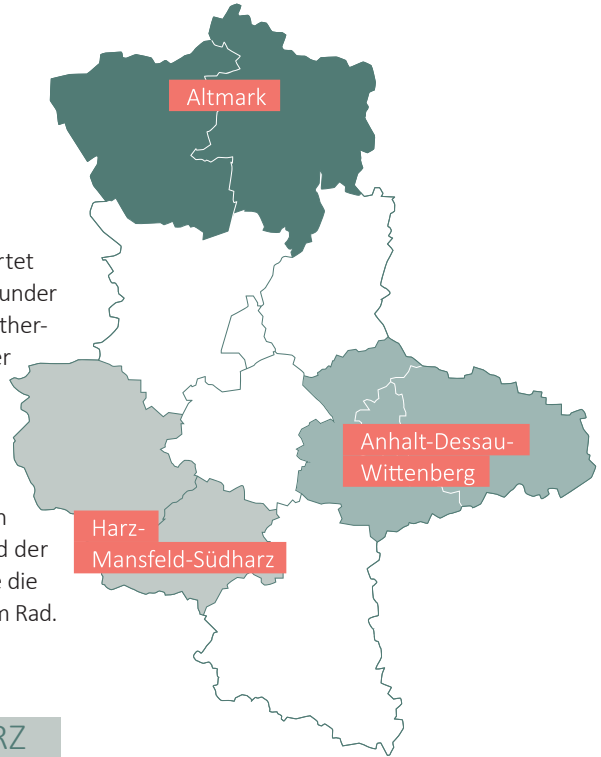 Altmark
rtet
under
ther-
er
Anhalt-Dessau-
Wittenberg
n
d der
e die
m Rad.
Harz-
Mansfeld-Südharz
RZ